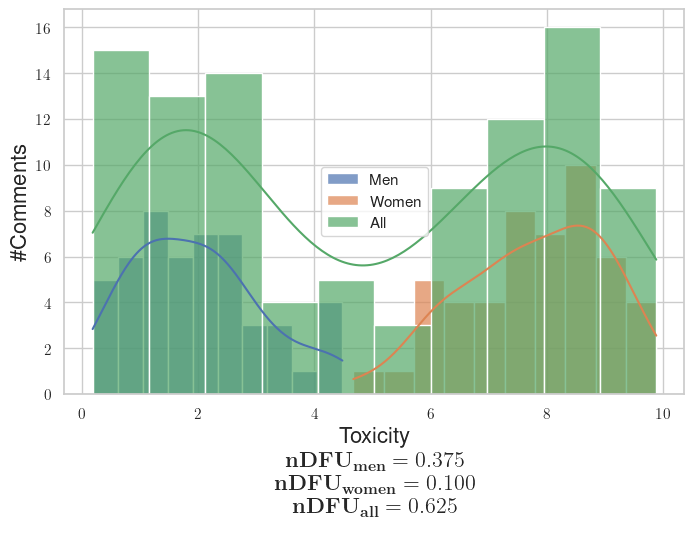 16
14
12
10
8
6
4
2
0
#Comments
Men
Women
All
0 2 4 6 8 10
Toxicity
nDFU_men = 0.375
nDFU_women = 0.100
nDFU_all = 0.625